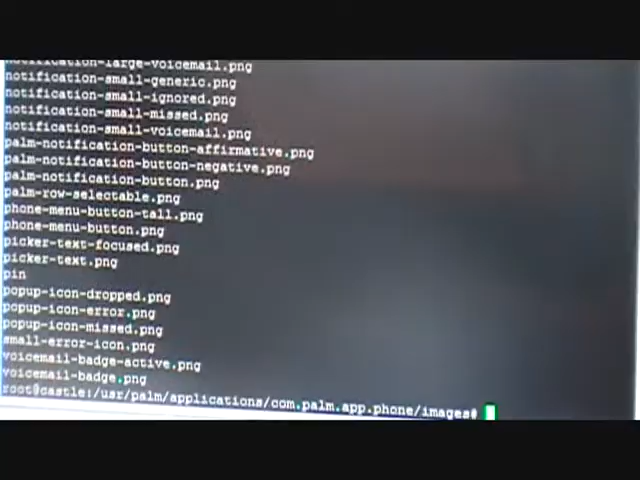 notification-large-voicemail.png
notification-small-generic.png
notification-small-ignored.png
notification-small-missed.png
notification-small-voicemail.png
palm-notification-button-affirmative.png
palm-notification-button-negative.png
palm-notification-button.png
palm-row-selectable.png
phone-menu-button-tall.png
phone-menu-button.png
picker-text-focused.png
picker-text.png
pin
popup-icon-dropped.png
popup-icon-error.png
popup-icon-missed.png
small-error-icon.png
voicemail-badge-active.png
voicemail-badge.png
root@castle:/usr/palm/applications/com.palm.app.phone/images#